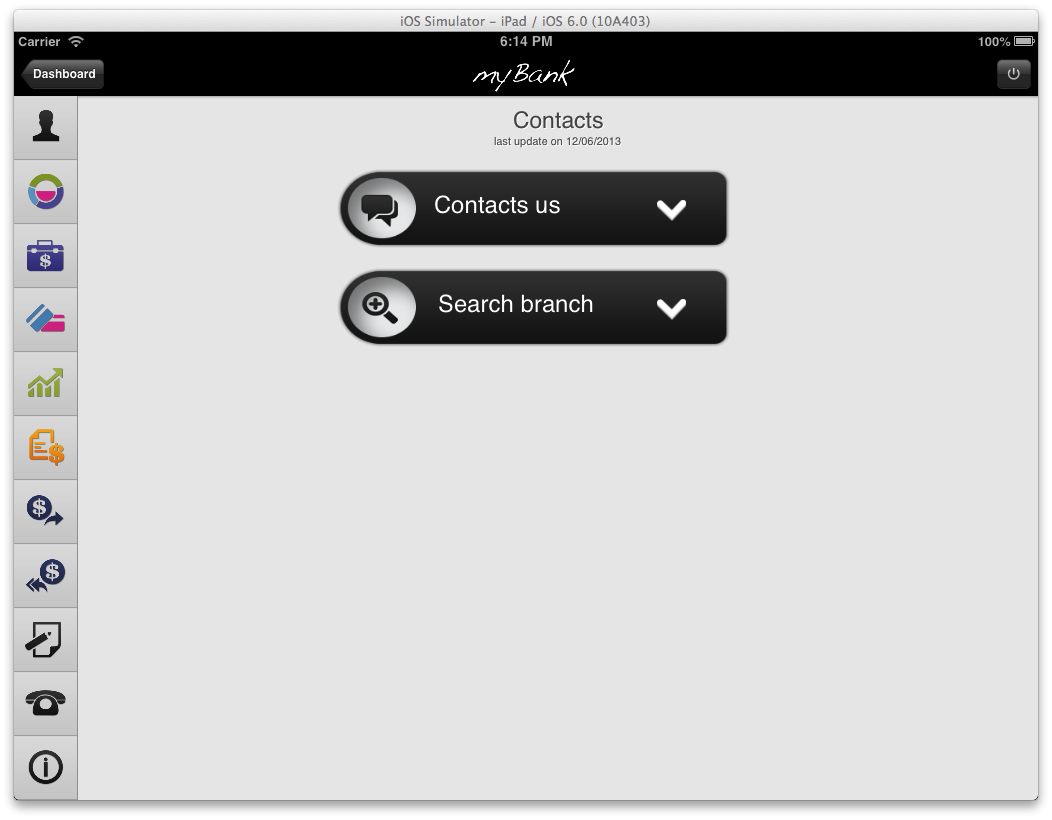 iOS Simulator – iPad / iOS 6.0 (10A403)
Carrier 6:14 PM 100%
Dashboard myBank
Contacts
last update on 12/06/2013
Contacts us
Search branch
$
$
$
$
i